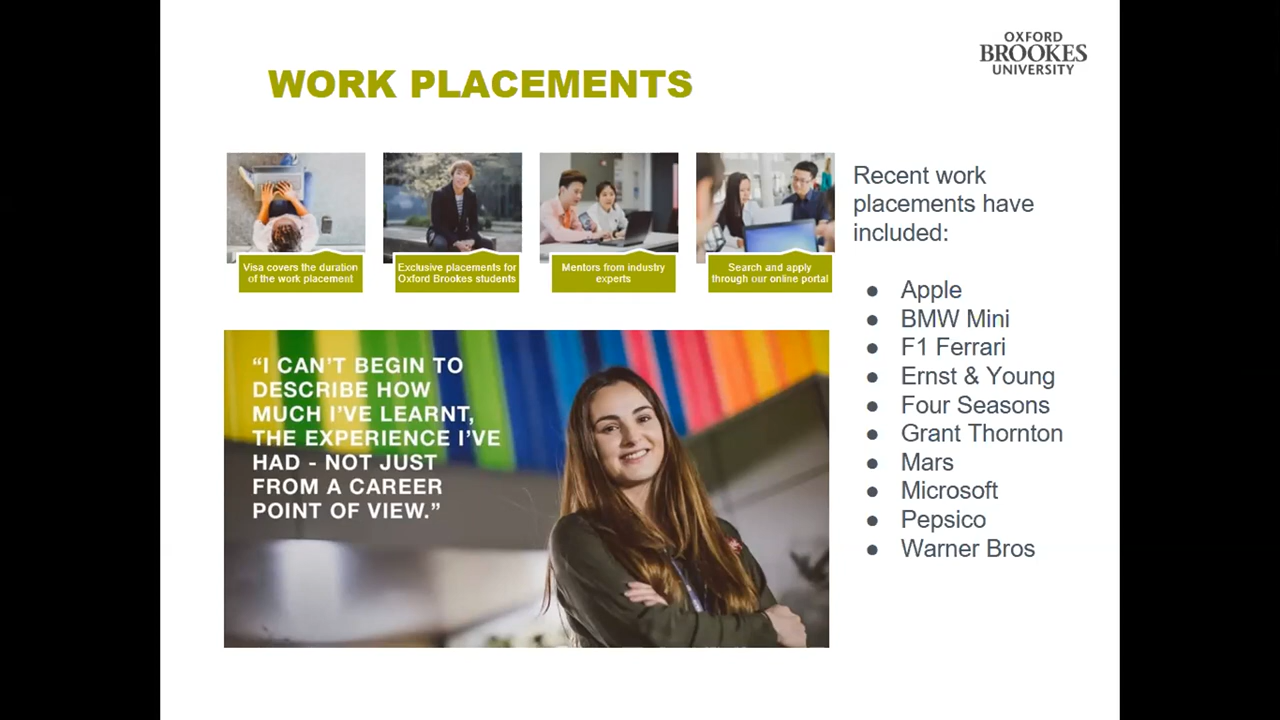 OXFORD
BROOKES
UNIVERSITY
WORK PLACEMENTS
Visa covers the duration
of the work placement
Exclusive placements for
Oxford Brookes students
Mentors from industry
experts
Search and apply
through our online portal
Recent work
placements have
included:
● Apple
● BMW Mini
● F1 Ferrari
● Ernst & Young
● Four Seasons
● Grant Thornton
● Mars
● Microsoft
● Pepsico
● Warner Bros
“I CAN’T BEGIN TO
DESCRIBE HOW
MUCH I’VE LEARNT,
THE EXPERIENCE I’VE
HAD - NOT JUST
FROM A CAREER
POINT OF VIEW.”